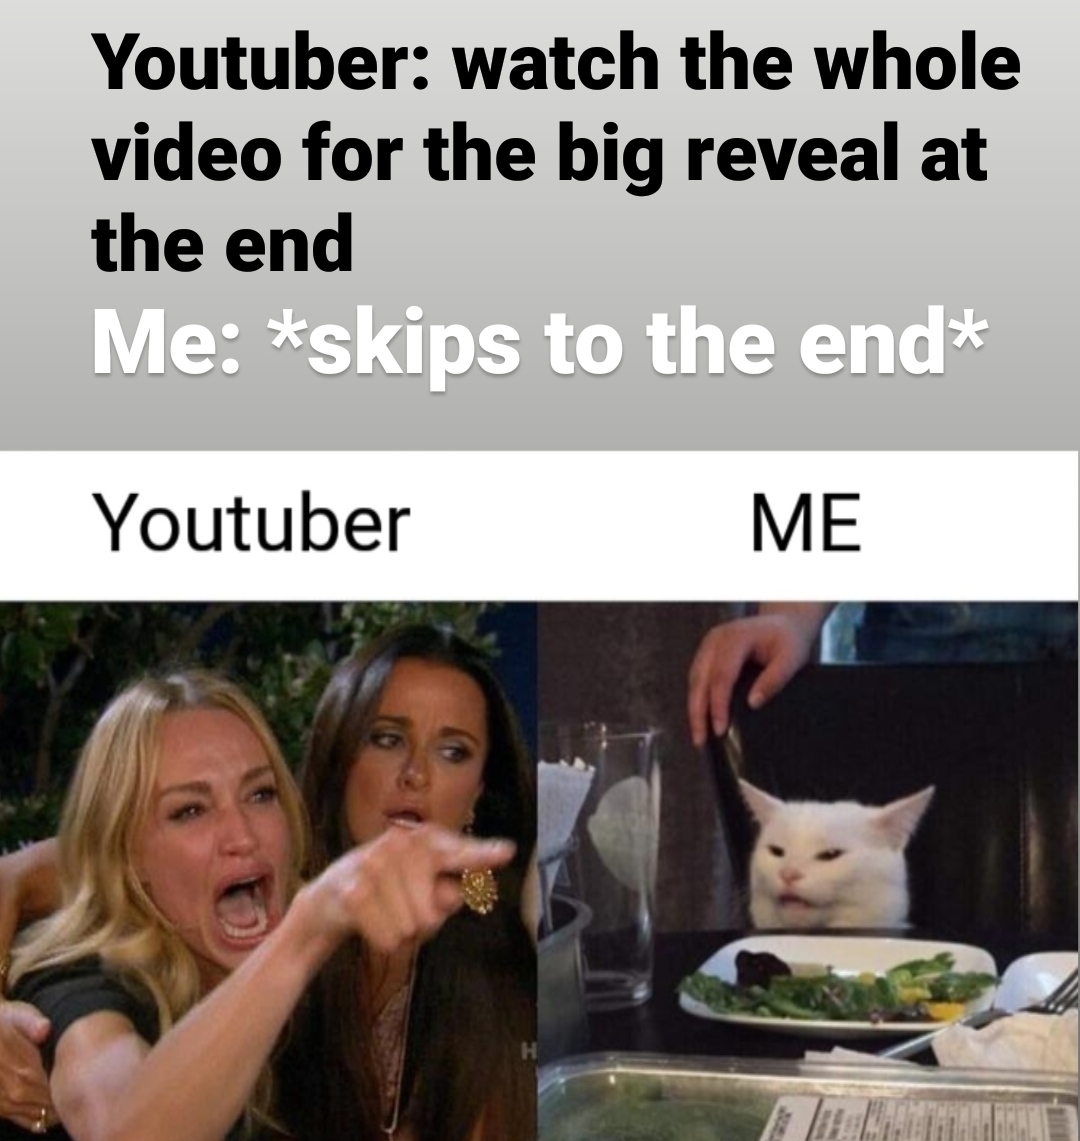 Youtuber: watch the whole
video for the big reveal at
the end
Me: *skips to the end*
Youtuber
ME
H